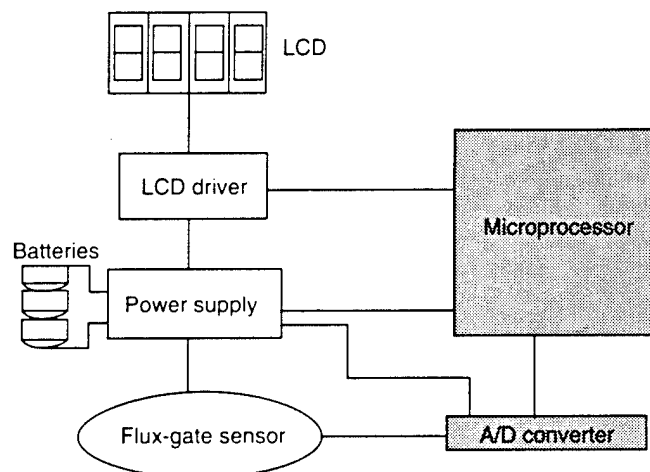 LCD
LCD driver
Microprocessor
Batteries
Power supply
Flux-gate sensor
A/D converter